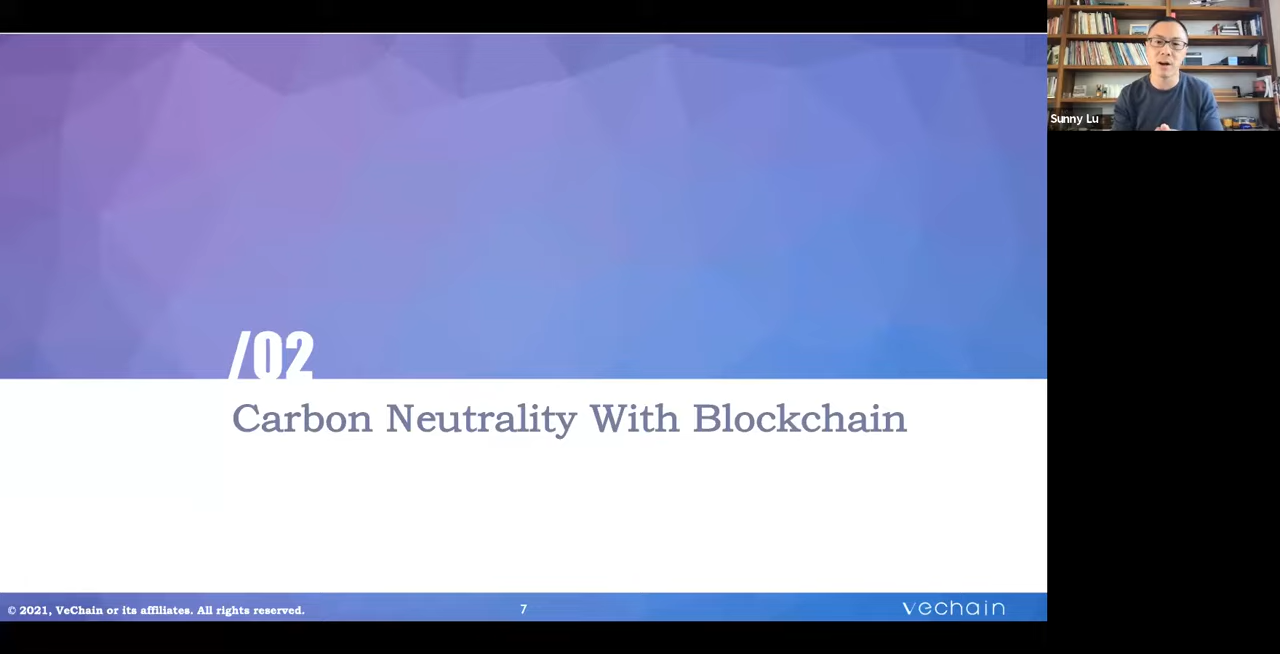 Sunny Lu
/02
Carbon Neutrality With Blockchain
© 2021, VeChain or its affiliates. All rights reserved.
7
vechain